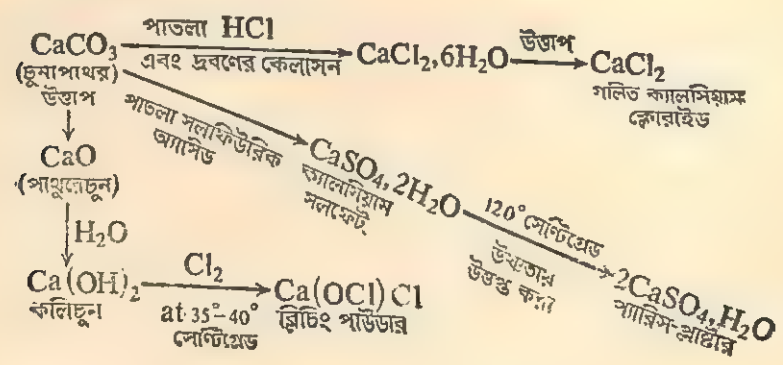 পাতলা HCl
CaCO₃ CaCl₂,6H₂O উত্তাপ CaCl₂
(চুনাপাথর) এবং দ্রবণের কেলাসন গলিত ক্যালসিয়াম
উত্তাপ ক্লোরাইড
পাতলা সলফিউরিক
অ্যাসিড
CaO CaSO₄,2H₂O 120° সেন্টিগ্রেড
(পাথুরেচুন) ক্যালসিয়াম
সলফেট্
H₂O উষ্ণতায়
উত্তপ্ত করা
2CaSO₄,H₂O
প্যারিস-প্লাষ্টার
Ca(OH)₂ Cl₂ Ca(OCl)Cl
কলিচুন at 35°-40° ব্লিচিং পাউডার
সেন্টিগ্রেড